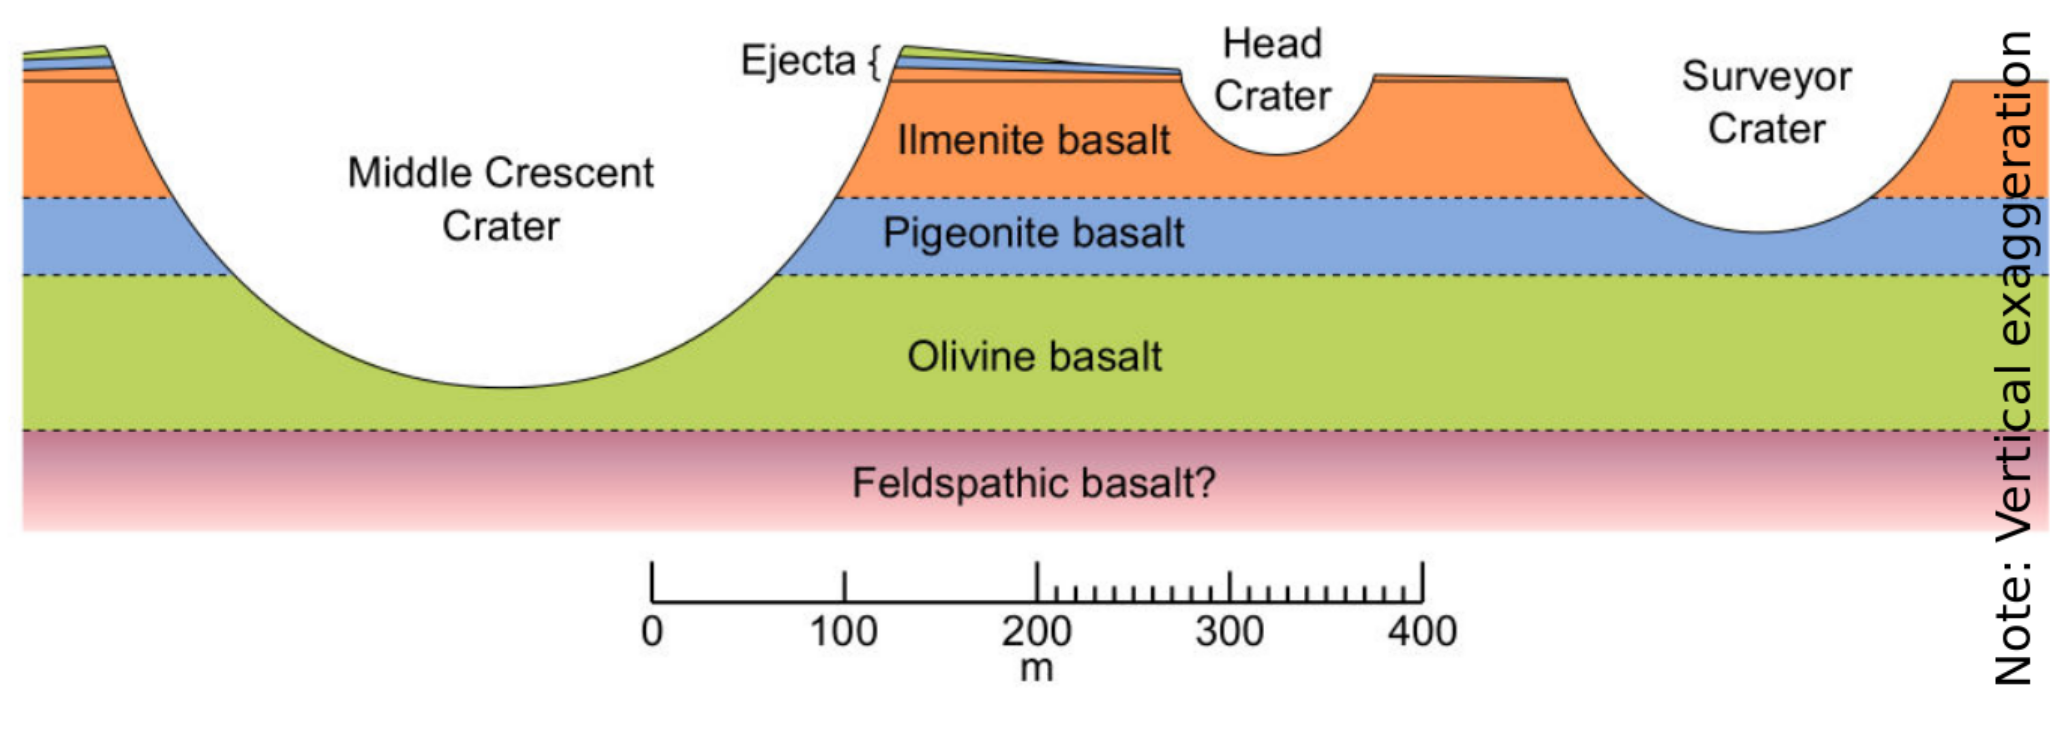 Ejecta {
Head
Crater
Surveyor
Crater
Middle Crescent
Crater
Ilmenite basalt
Pigeonite basalt
Olivine basalt
Feldspathic basalt?
0 100 200 300 400
m
Note: Vertical exaggeration